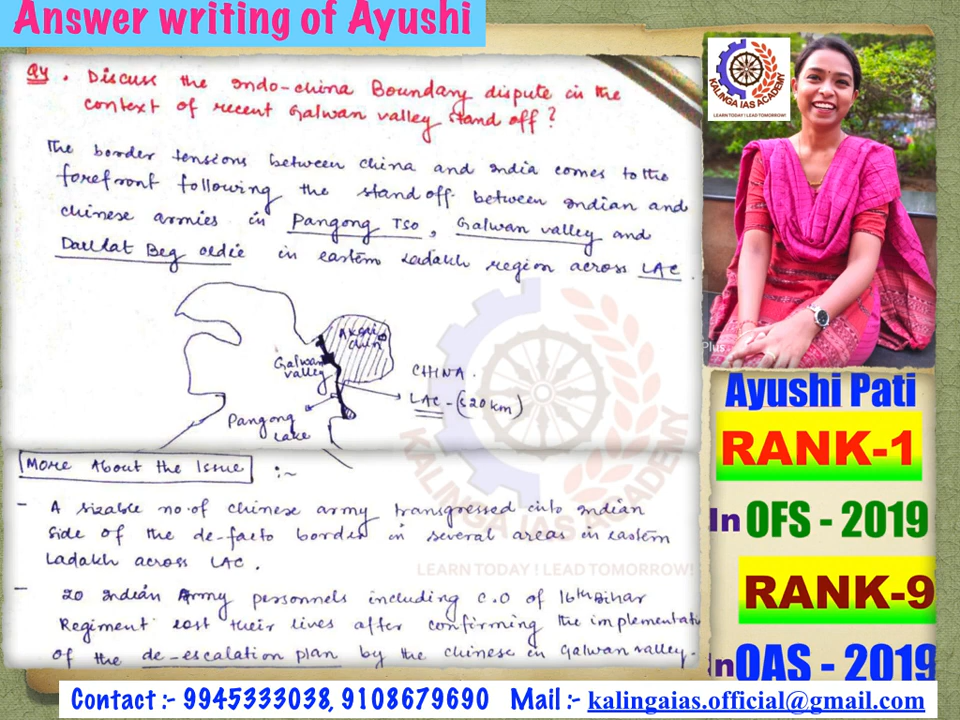 Answer writing of Ayushi
Q4. Discuss the Indo-China Boundary dispute in the
context of recent Galwan valley stand off?
The border tensions between China and India comes to the
forefront following the standoff between Indian and
chinese armies in Pangong TSO, Galwan valley and
Daulat Beg oldie in eastern Ladakh region across LAC.
Aksai
chin
Galwan
valley
CHINA.
LAC - (520 km)
Pangong
Lake
More About the Issue :~
- A sizable no. of chinese army transgressed into Indian
side of the de-facto border in several areas in eastern
Ladakh across LAC.
- 20 Indian Army personnels including C.O of 16th Bihar
Regiment lost their lives after confirming the implementati
of the de-escalation plan by the chinese in Galwan valley.
KALINGA IAS ACADEMY
LEARN TODAY ! LEAD TOMORROW!
KALINGA IAS ACADEMY
LEARN TODAY ! LEAD TOMORROW!
Plus
Ayushi Pati
RANK-1
In OFS - 2019
RANK-9
In OAS - 2019
Contact :- 9945333038, 9108679690 Mail :- kalingaias.official@gmail.com